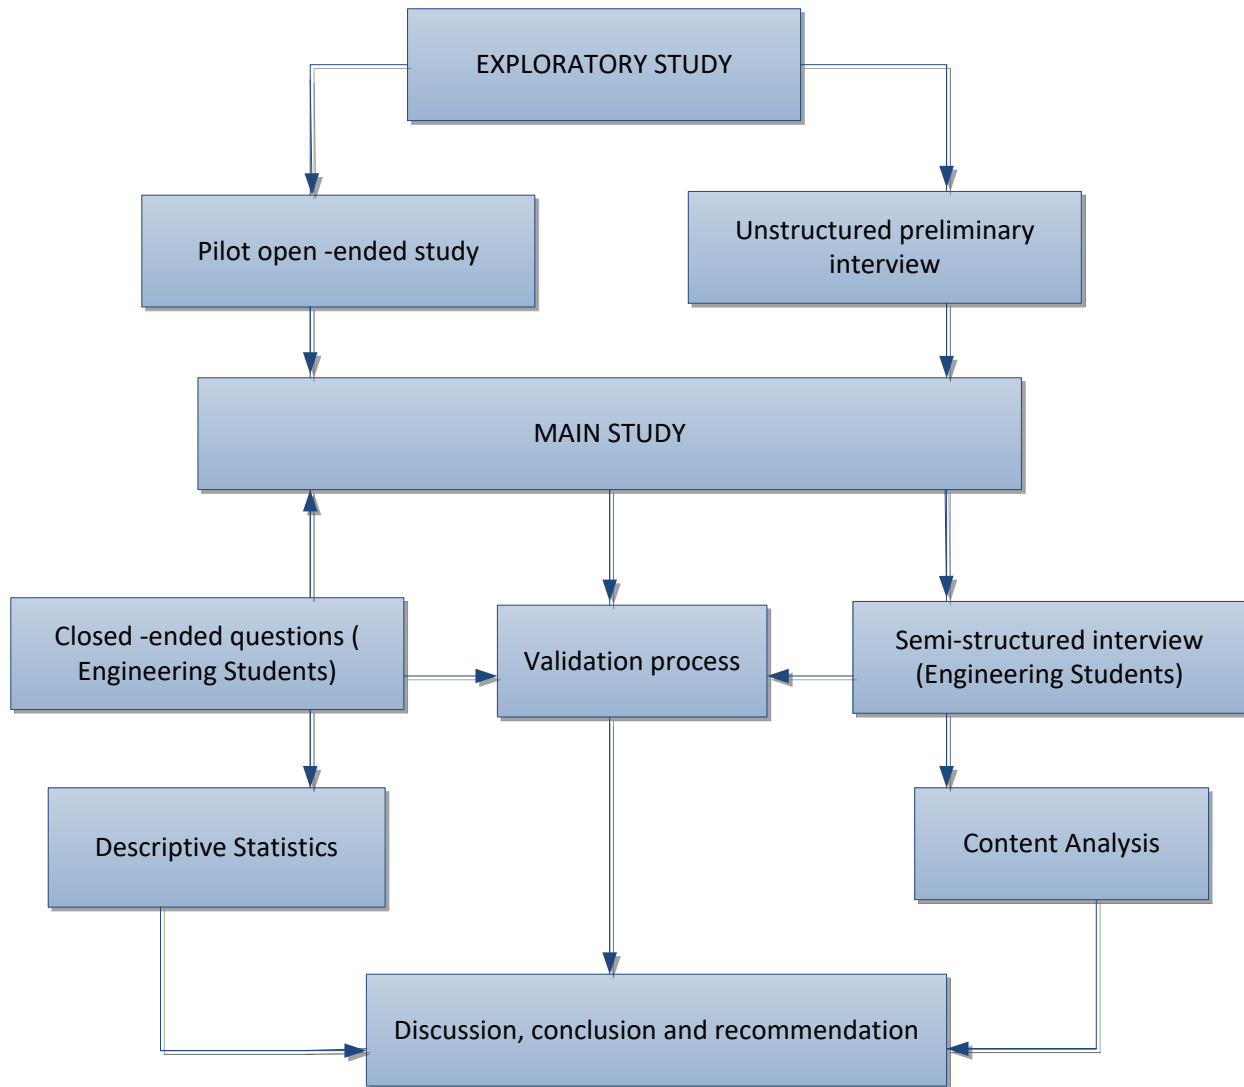 EXPLORATORY STUDY
Pilot open -ended study
Unstructured preliminary
interview
MAIN STUDY
Closed -ended questions (
Engineering Students)
Validation process
Semi-structured interview
(Engineering Students)
Descriptive Statistics
Content Analysis
Discussion, conclusion and recommendation